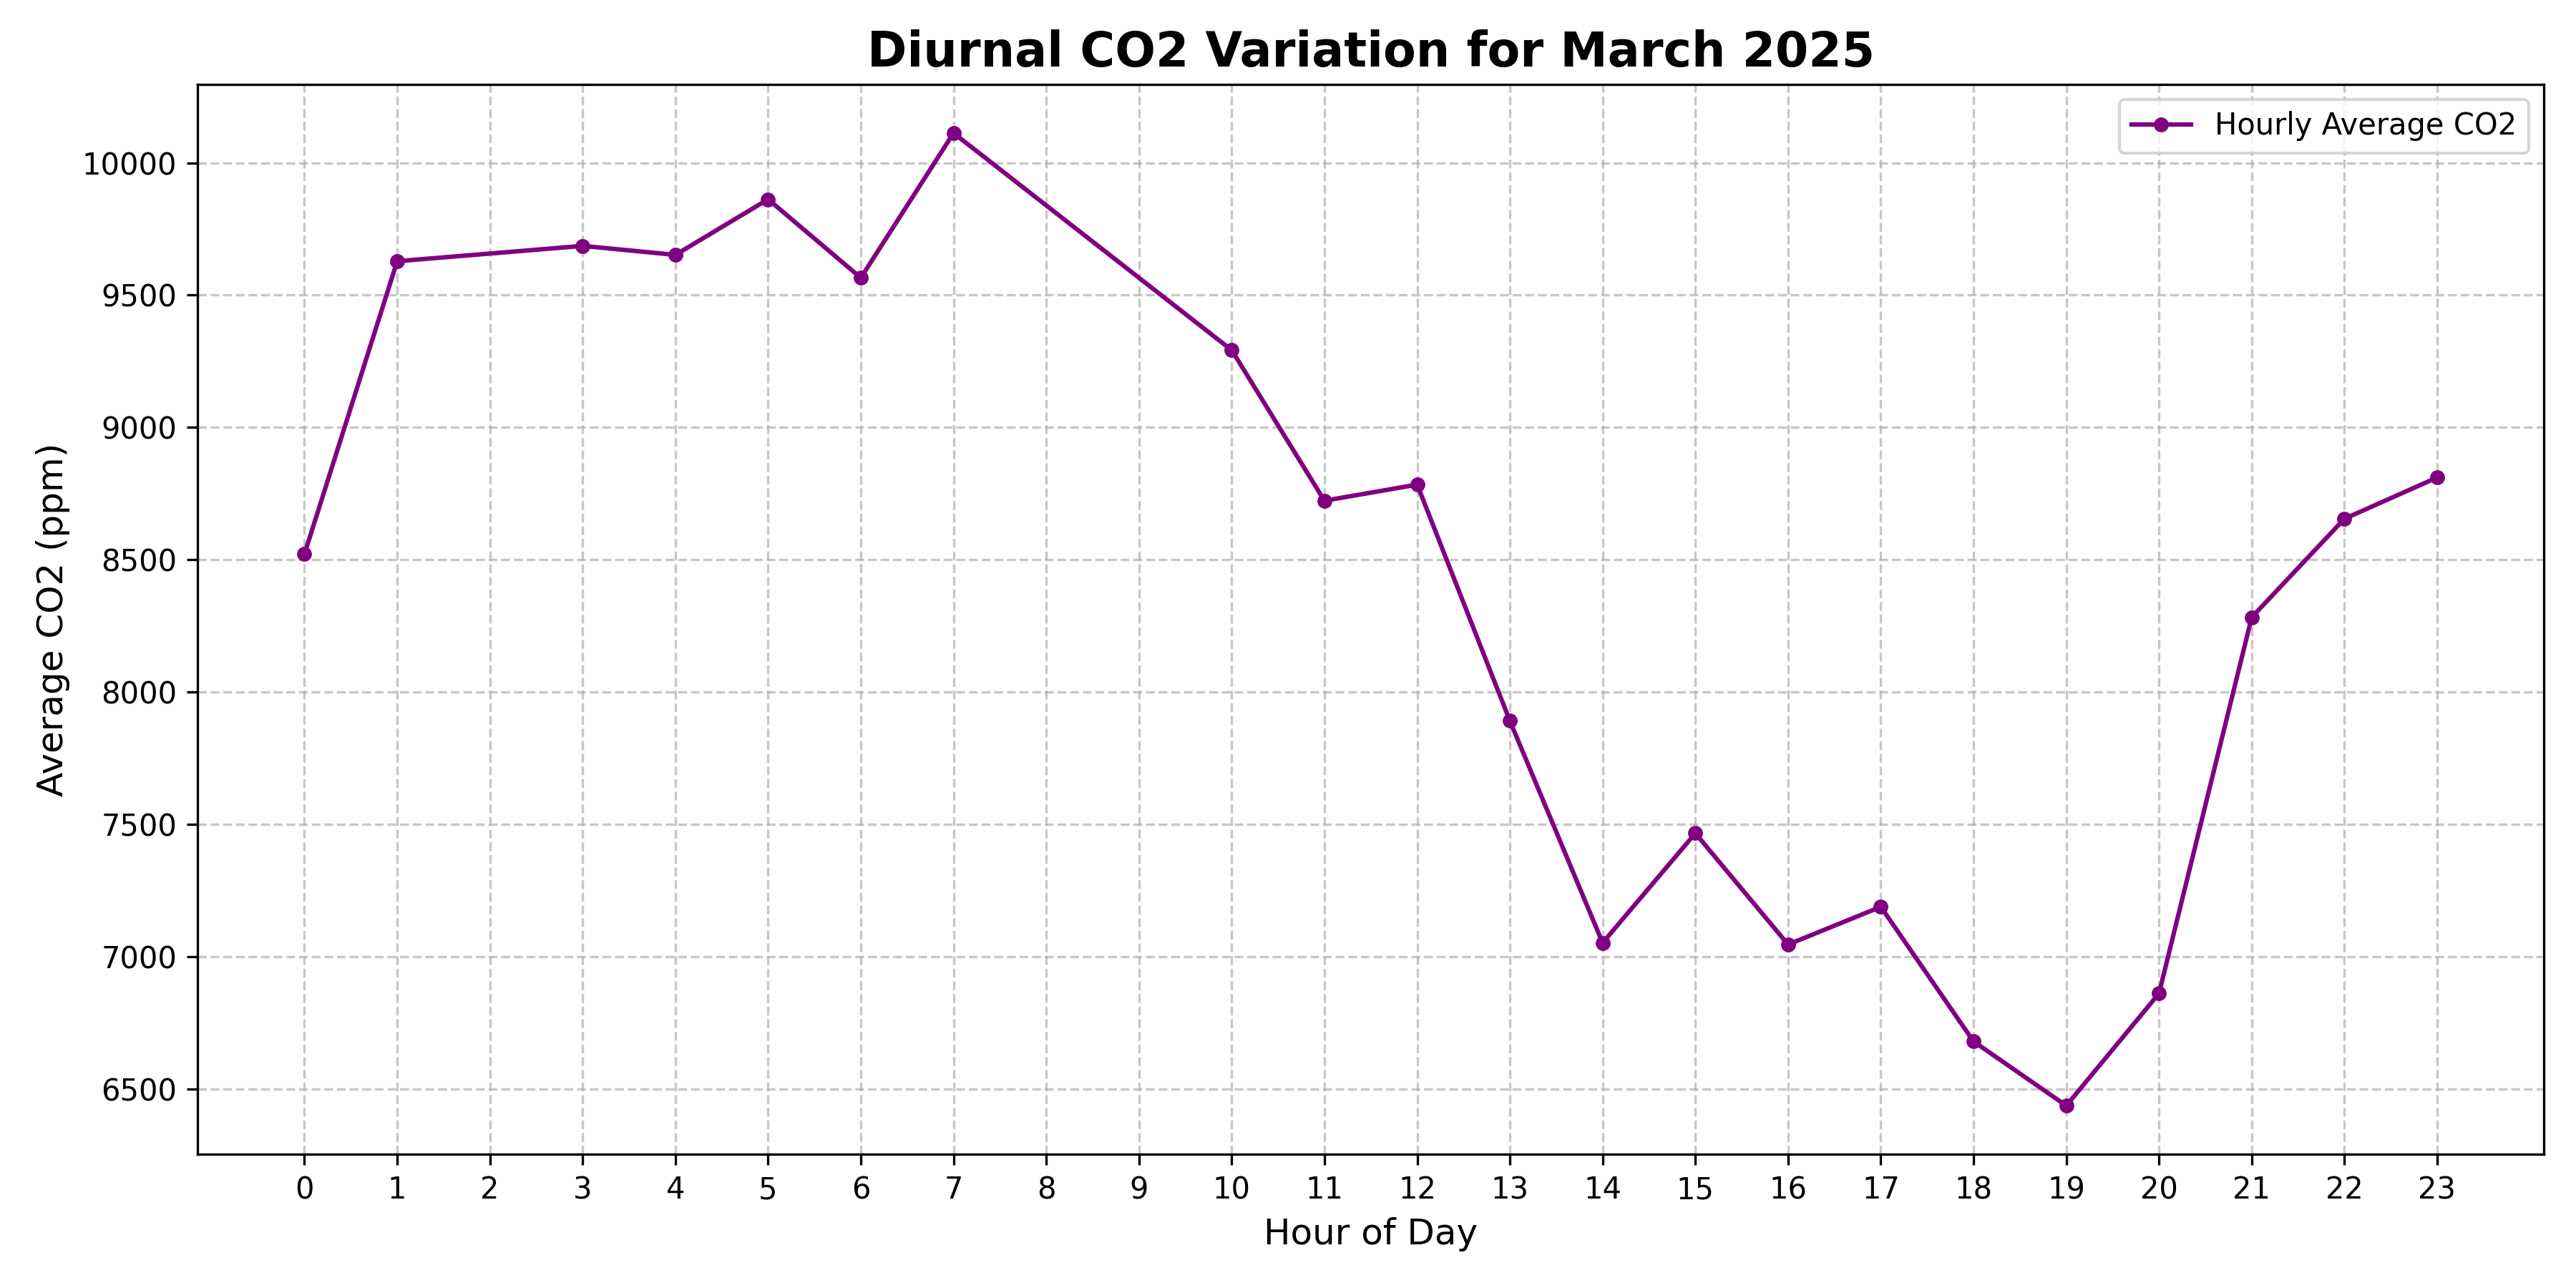 Diurnal CO2 Variation for March 2025
Hourly Average CO2
Average CO2 (ppm)
10000
9500
9000
8500
8000
7500
7000
6500
0 1 2 3 4 5 6 7 8 9 10 11 12 13 14 15 16 17 18 19 20 21 22 23
Hour of Day